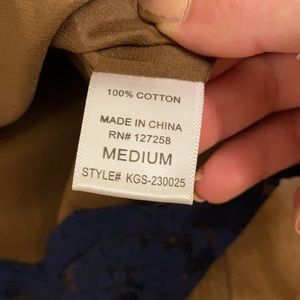 100% COTTON
MADE IN CHINA
RN# 127258
MEDIUM
STYLE# KGS-230025